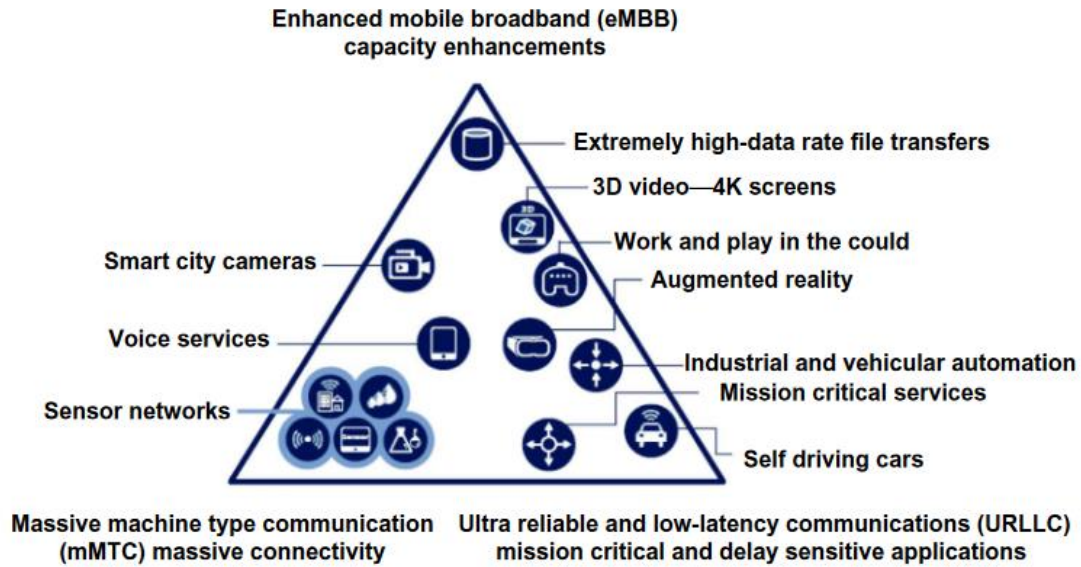 Enhanced mobile broadband (eMBB)
capacity enhancements
Extremely high-data rate file transfers
3D video—4K screens
3D
Work and play in the could
Smart city cameras
Augmented reality
Voice services
Industrial and vehicular automation
Mission critical services
Sensor networks
Self driving cars
Massive machine type communication
(mMTC) massive connectivity
Ultra reliable and low-latency communications (URLLC)
mission critical and delay sensitive applications